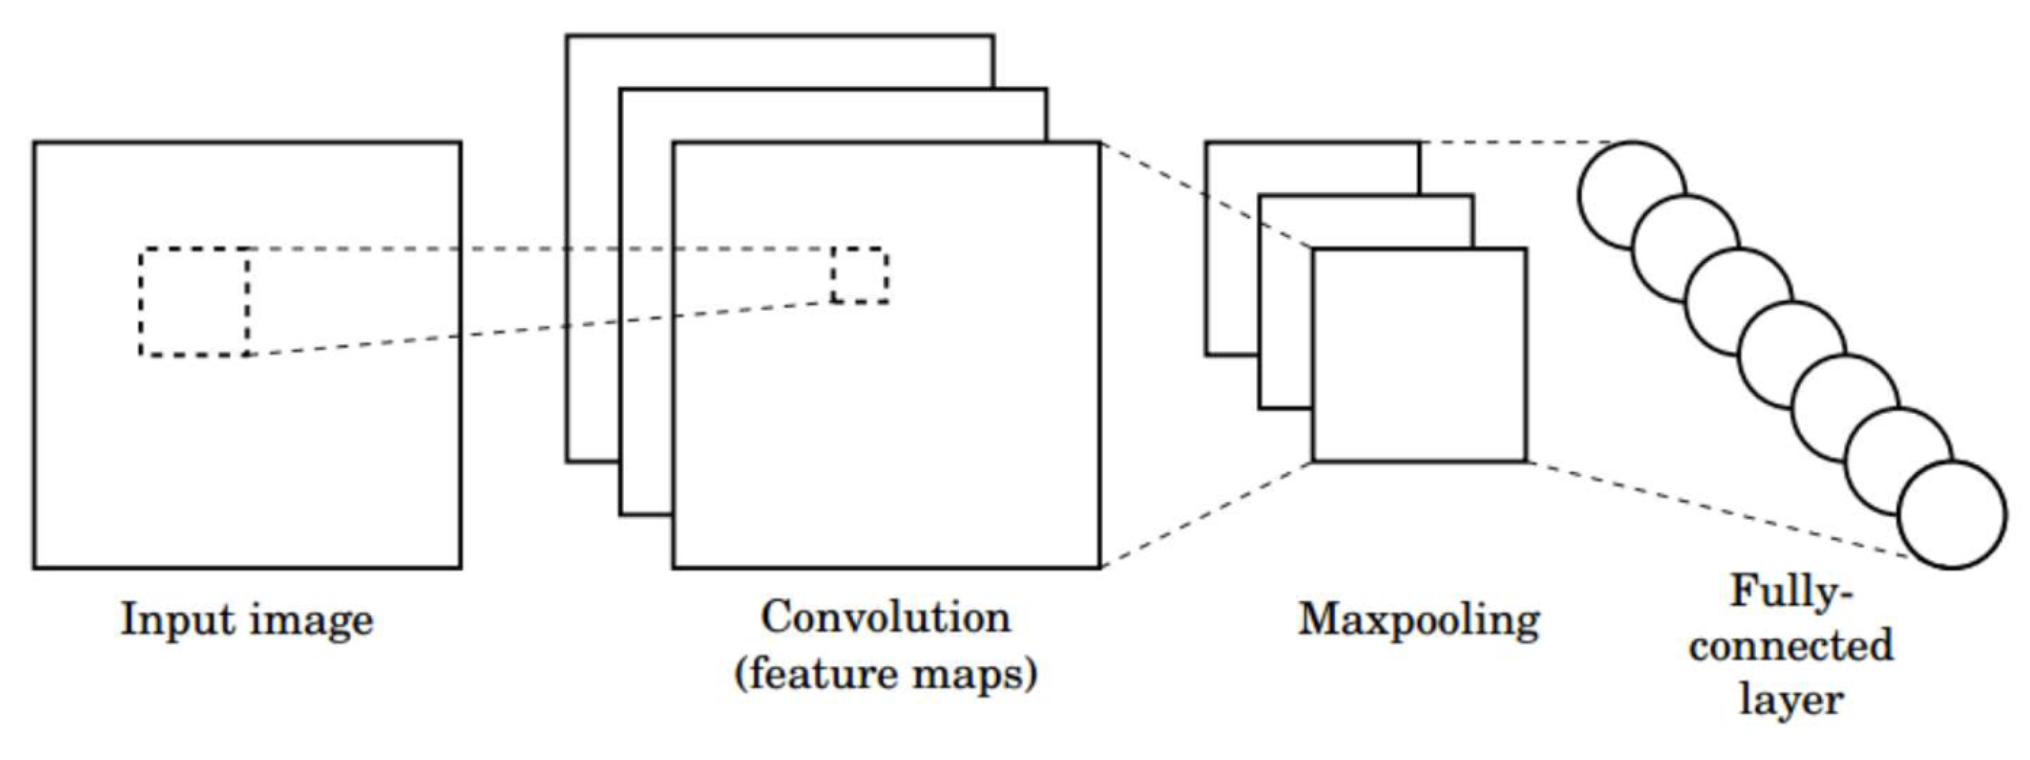 Input image
Convolution
(feature maps)
Maxpooling
Fully-
connected
layer